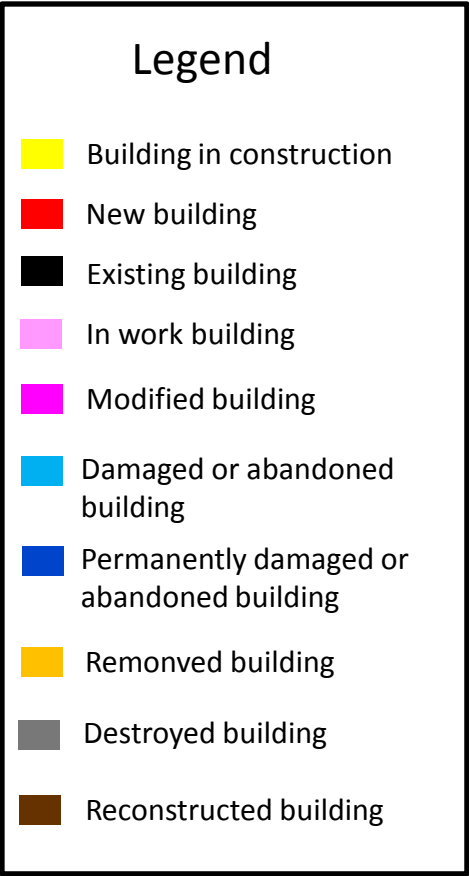 Legend
Building in construction
New building
Existing building
In work building
Modified building
Damaged or abandoned
building
Permanently damaged or
abandoned building
Remonved building
Destroyed building
Reconstructed building